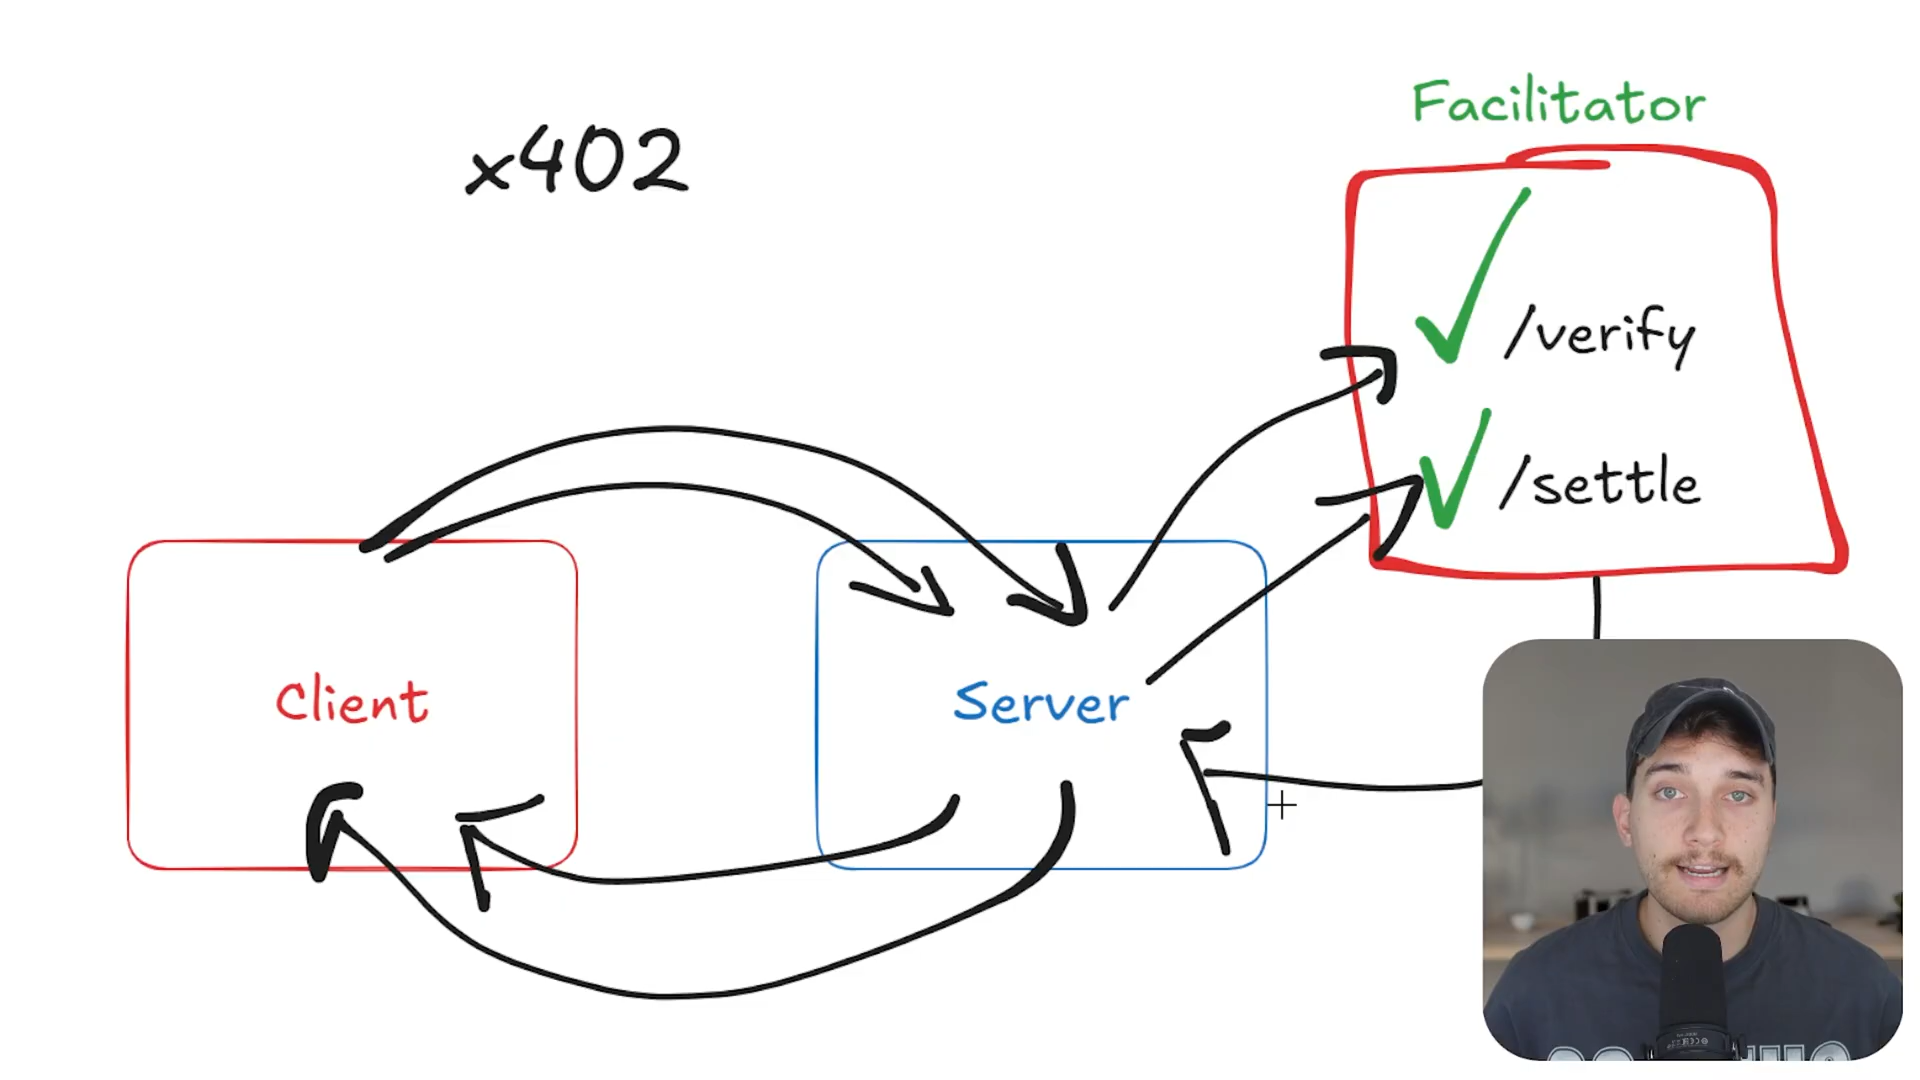 x402
Facilitator
/verify
/settle
Client
Server